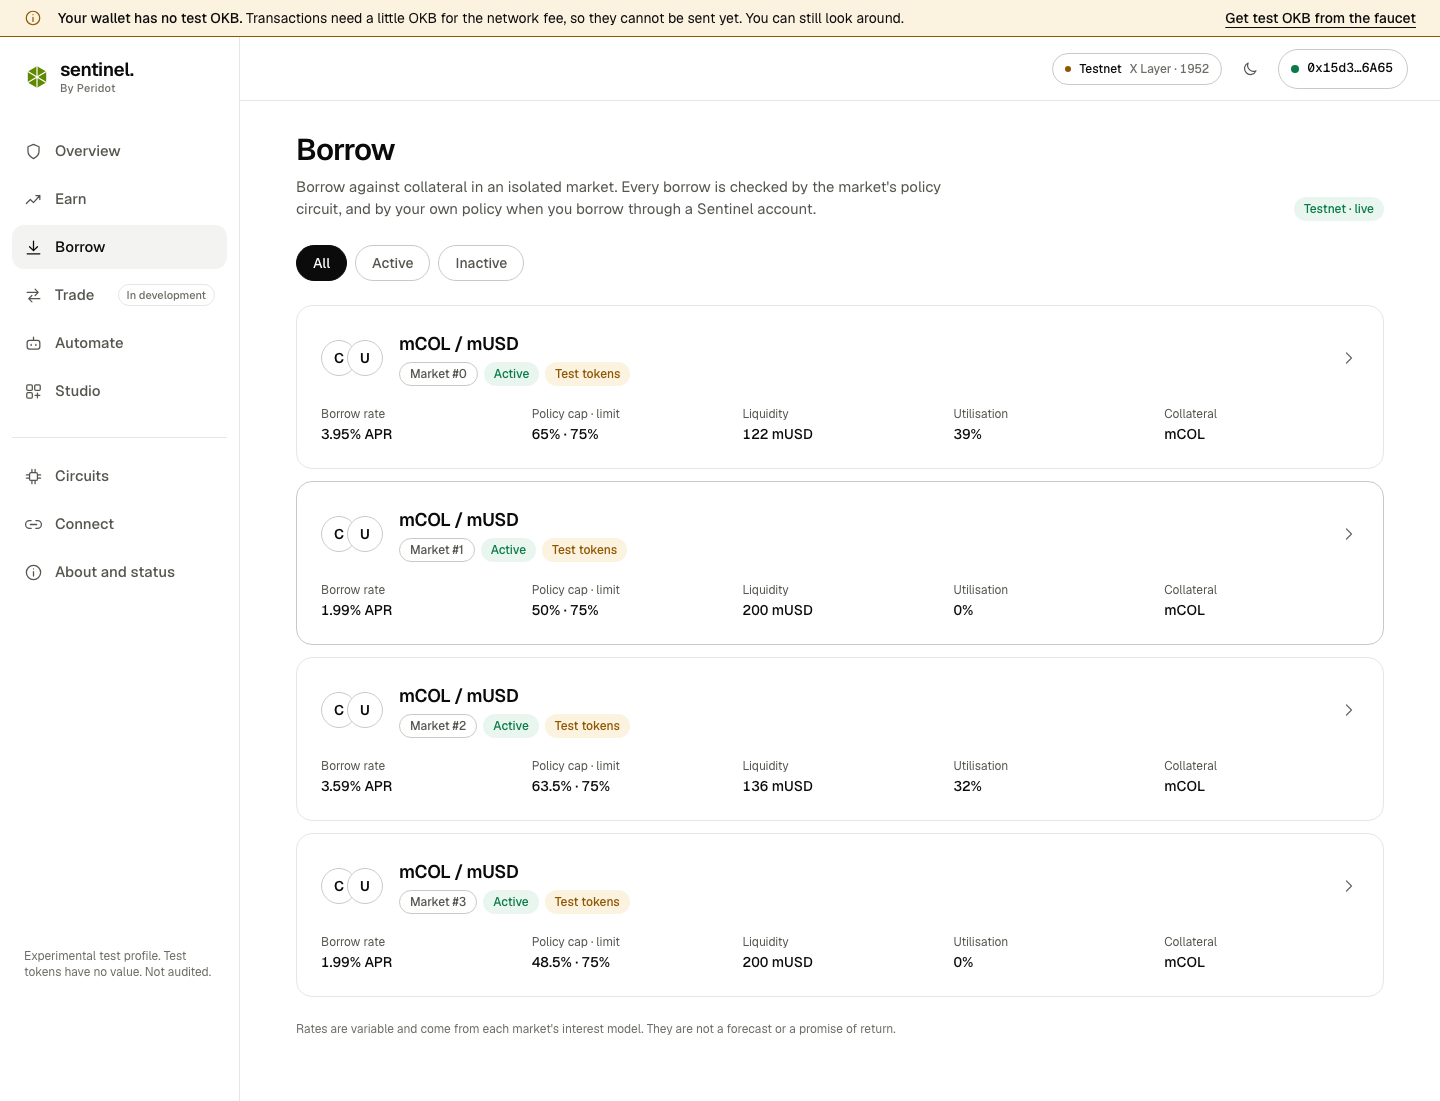 Your wallet has no test OKB. Transactions need a little OKB for the network fee, so they cannot be sent yet. You can still look around.
Get test OKB from the faucet
sentinel.
By Peridot
Testnet X Layer · 1952
0x15d3…6A65
Overview
Earn
Borrow
Trade
In development
Automate
Studio
Circuits
Connect
About and status
Experimental test profile. Test
tokens have no value. Not audited.
Borrow
Borrow against collateral in an isolated market. Every borrow is checked by the market's policy
circuit, and by your own policy when you borrow through a Sentinel account.
Testnet · live
All
Active
Inactive
C U
mCOL / mUSD
Market #0 Active Test tokens
Borrow rate Policy cap · limit Liquidity Utilisation Collateral
3.95% APR 65% · 75% 122 mUSD 39% mCOL
C U
mCOL / mUSD
Market #1 Active Test tokens
Borrow rate Policy cap · limit Liquidity Utilisation Collateral
1.99% APR 50% · 75% 200 mUSD 0% mCOL
C U
mCOL / mUSD
Market #2 Active Test tokens
Borrow rate Policy cap · limit Liquidity Utilisation Collateral
3.59% APR 63.5% · 75% 136 mUSD 32% mCOL
C U
mCOL / mUSD
Market #3 Active Test tokens
Borrow rate Policy cap · limit Liquidity Utilisation Collateral
1.99% APR 48.5% · 75% 200 mUSD 0% mCOL
Rates are variable and come from each market's interest model. They are not a forecast or a promise of return.